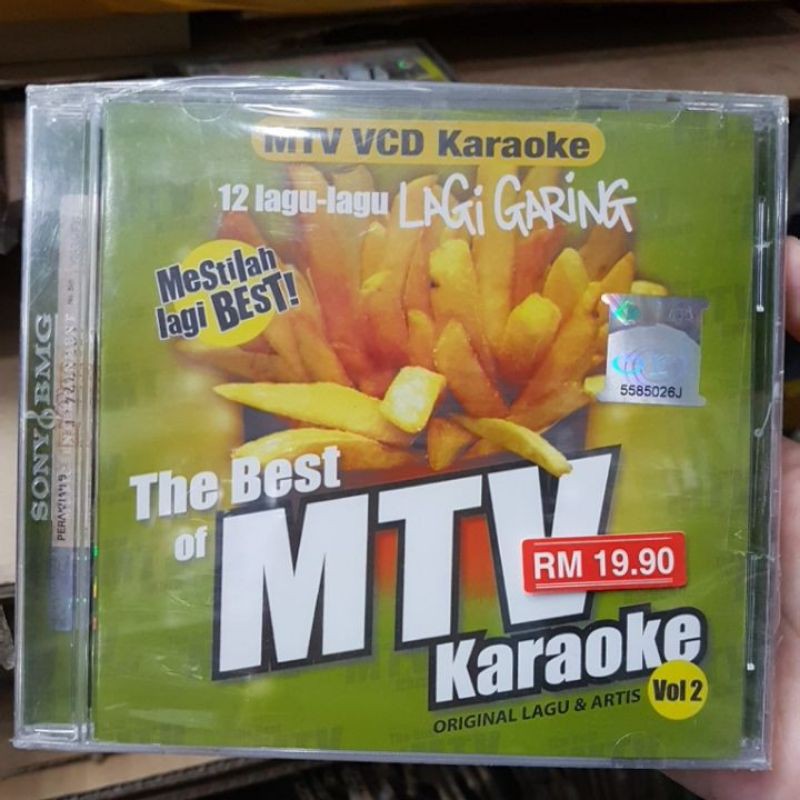 MTV VCD Karaoke
12 lagu-lagu LAGi GARiNG
MeStilah
lagi BEST!
5585026J
SONY BMG
The Best
of
MTV
RM 19.90
Karaoke
Vol 2
ORIGINAL LAGU & ARTIS